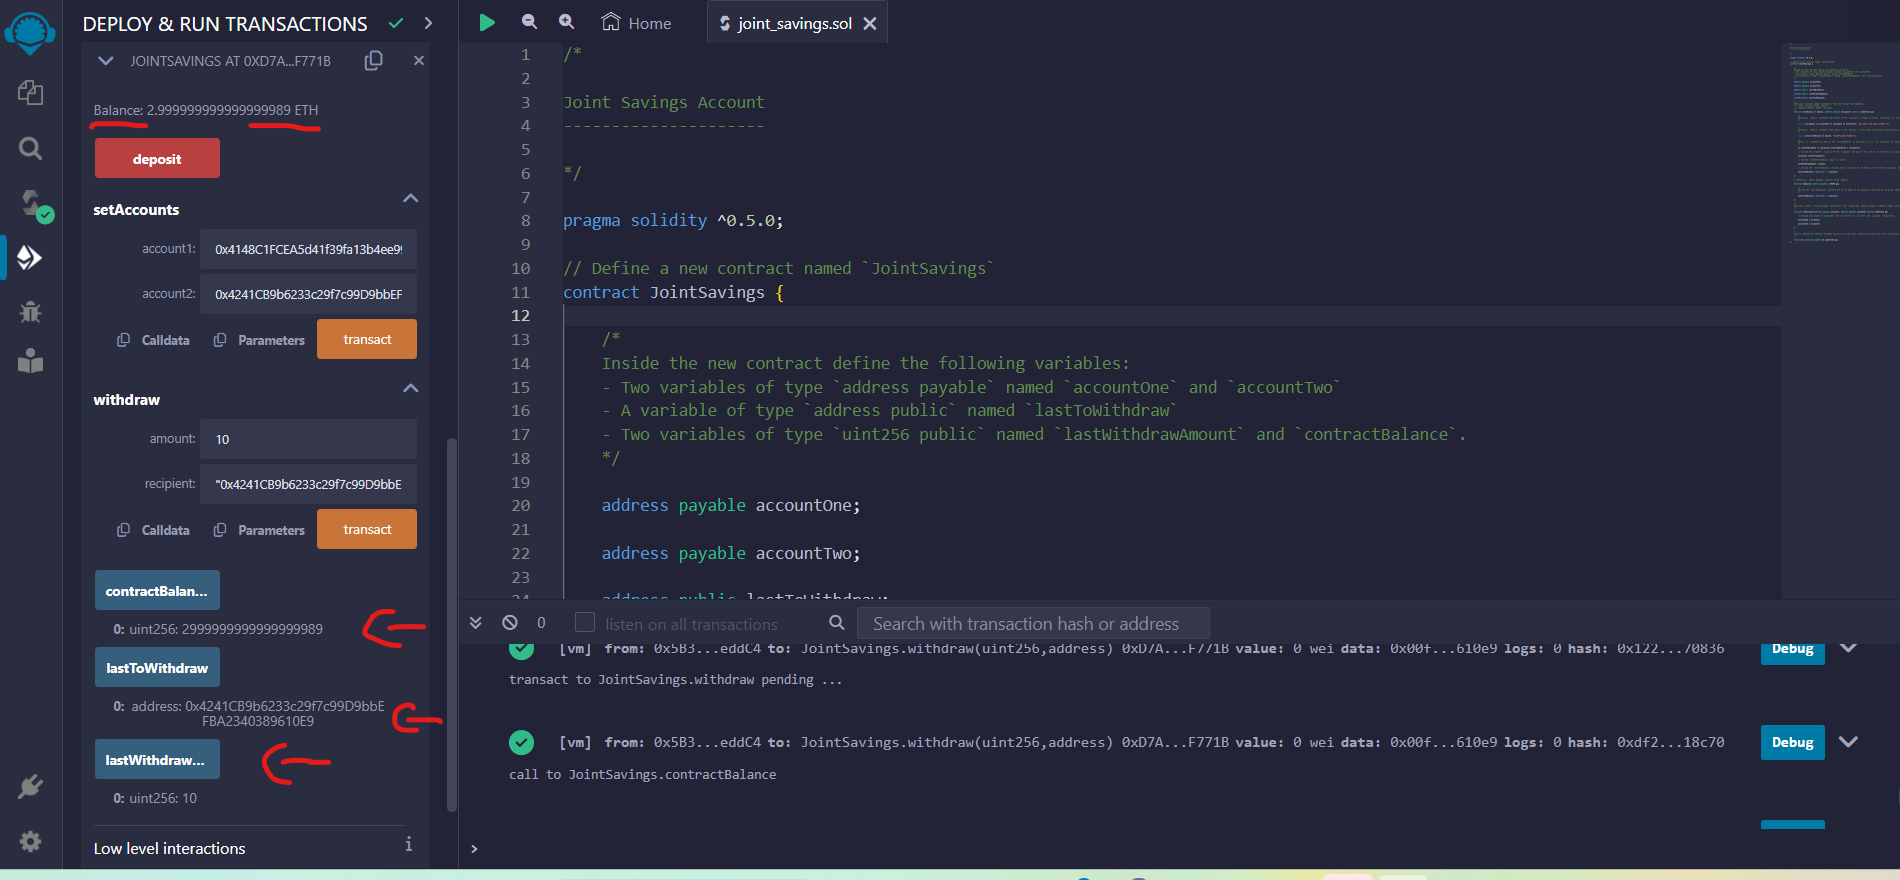 DEPLOY & RUN TRANSACTIONS
JOINTSAVINGS AT 0XD7A...F771B
Balance: 2.999999999999999989 ETH
deposit
setAccounts
account1: 0x4148C1FCEA5d41f39fa13b4ee9
account2: 0x4241CB9b6233c29f7c99D9bbEF
Calldata Parameters transact
withdraw
amount: 10
recipient: "0x4241CB9b6233c29f7c99D9bbE
Calldata Parameters transact
contractBalan...
0: uint256: 2999999999999999989
lastToWithdraw
0: address: 0x4241CB9b6233c29f7c99D9bbE
FBA2340389610E9
lastWithdraw...
0: uint256: 10
Low level interactions i
Home joint_savings.sol
1 /*
2
3 Joint Savings Account
4 ---------------------
5
6 */
7
8 pragma solidity ^0.5.0;
9
10 // Define a new contract named `JointSavings`
11 contract JointSavings {
12
13 /*
14 Inside the new contract define the following variables:
15 - Two variables of type `address payable` named `accountOne` and `accountTwo`
16 - A variable of type `address public` named `lastToWithdraw`
17 - Two variables of type `uint256 public` named `lastWithdrawAmount` and `contractBalance`.
18 */
19
20 address payable accountOne;
21
22 address payable accountTwo;
23
24 address public lastToWithdraw;
0 listen on all transactions Search with transaction hash or address
[vm] from: 0x5B3...eddC4 to: JointSavings.withdraw(uint256,address) 0xD7A...F771B value: 0 wei data: 0x00f...610e9 logs: 0 hash: 0x122...70836 Debug
transact to JointSavings.withdraw pending ...
[vm] from: 0x5B3...eddC4 to: JointSavings.withdraw(uint256,address) 0xD7A...F771B value: 0 wei data: 0x00f...610e9 logs: 0 hash: 0xdf2...18c70 Debug
call to JointSavings.contractBalance
>